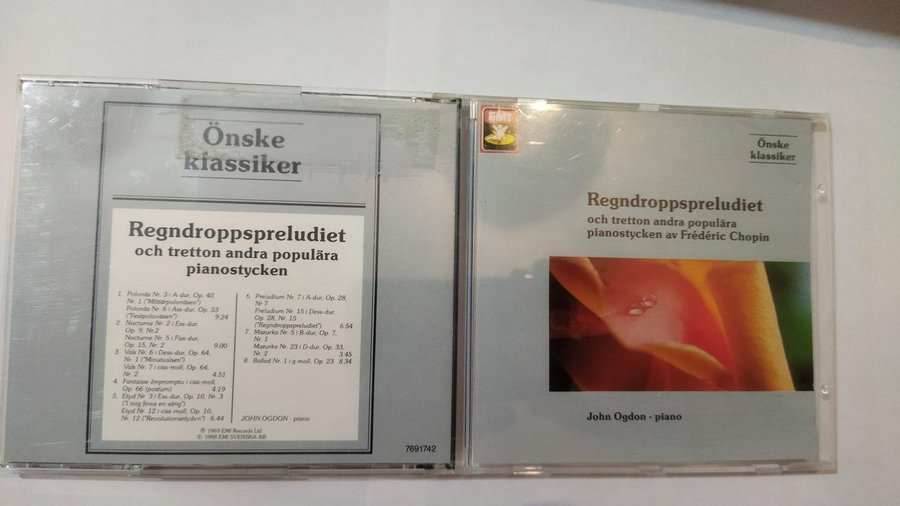 Önske
klassiker
Regndroppspreludiet
och tretton andra populära
pianostycken
1. Polonäs Nr. 3 i A-dur, Op. 40,
Nr. 1 ("Militärpolonäsen")
Polonäs Nr. 6 i Ass-dur, Op. 53
("Festpolonäsen") 9.24
2 Nocturne Nr. 2 i Ess-dur,
Op. 9, Nr.2
Nocturne Nr. 5 i Fiss-dur,
Op. 15, Nr. 2 9.00
3. Vals Nr. 6 i Dess-dur, Op. 64,
Nr. 1 ("Minutvalsen")
Vals Nr. 7 i ciss-moll, Op. 64,
Nr. 2 4.51
4. Fantasie-Impromptu i ciss-moll,
Op. 66 (postum) 4.19
5. Etyd Nr. 3 i Ess-dur, Op. 10, Nr. 3
("I mig finns en sång")
Etyd Nr. 12 i ciss-moll, Op. 10,
Nr. 12 ("Revolutionsetyden") 6.44
6. Preludium Nr. 7 i A-dur, Op. 28,
Nr 7
Preludium Nr. 15 i Dess-dur,
Op. 28, Nr. 15
("Regndroppspreludiet") 6.54
7. Mazurka Nr. 5 i B-dur, Op. 7,
Nr. 1
Mazurka Nr. 23 i D-dur, Op. 33,
Nr. 2 3.45
8. Ballad Nr. 1 i g-moll, Op. 23 8.34
JOHN OGDON - piano
℗ 1969 EMI Records Ltd
© 1988 EMI SVENSKA AB
7691742
EMI
Önske
klassiker
Regndroppspreludiet
och tretton andra populära
pianostycken av Frédéric Chopin
John Ogdon - piano